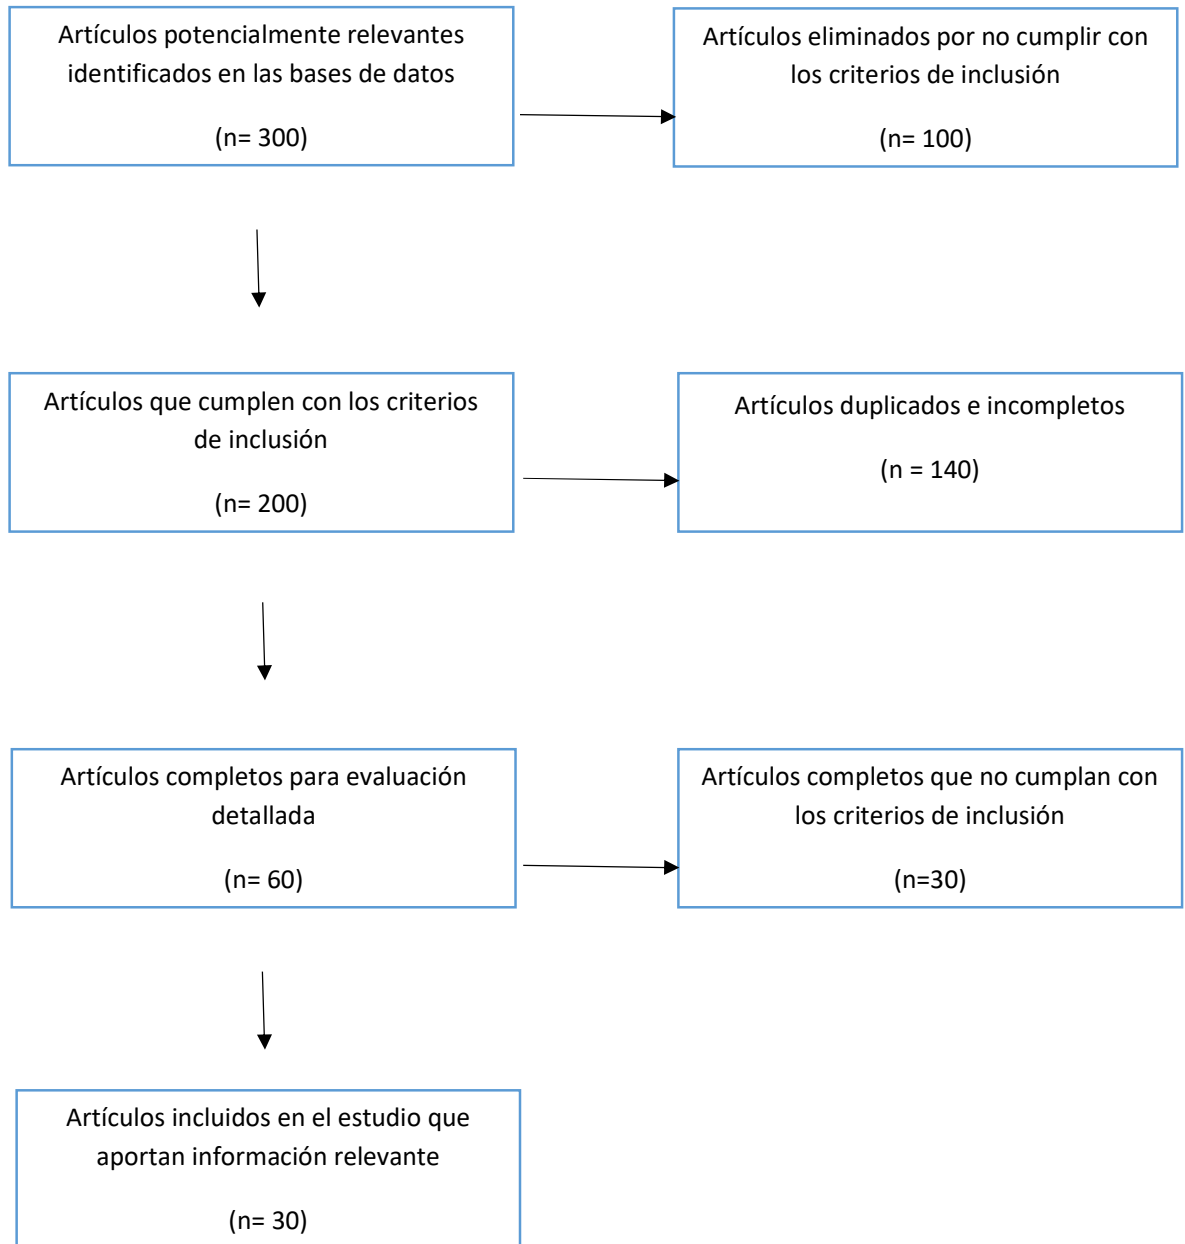 Artículos potencialmente relevantes
identificados en las bases de datos
(n= 300)
Artículos eliminados por no cumplir con
los criterios de inclusión
(n= 100)
Artículos que cumplen con los criterios
de inclusión
(n= 200)
Artículos duplicados e incompletos
(n = 140)
Artículos completos para evaluación
detallada
(n= 60)
Artículos completos que no cumplan con
los criterios de inclusión
(n=30)
Artículos incluidos en el estudio que
aportan información relevante
(n= 30)